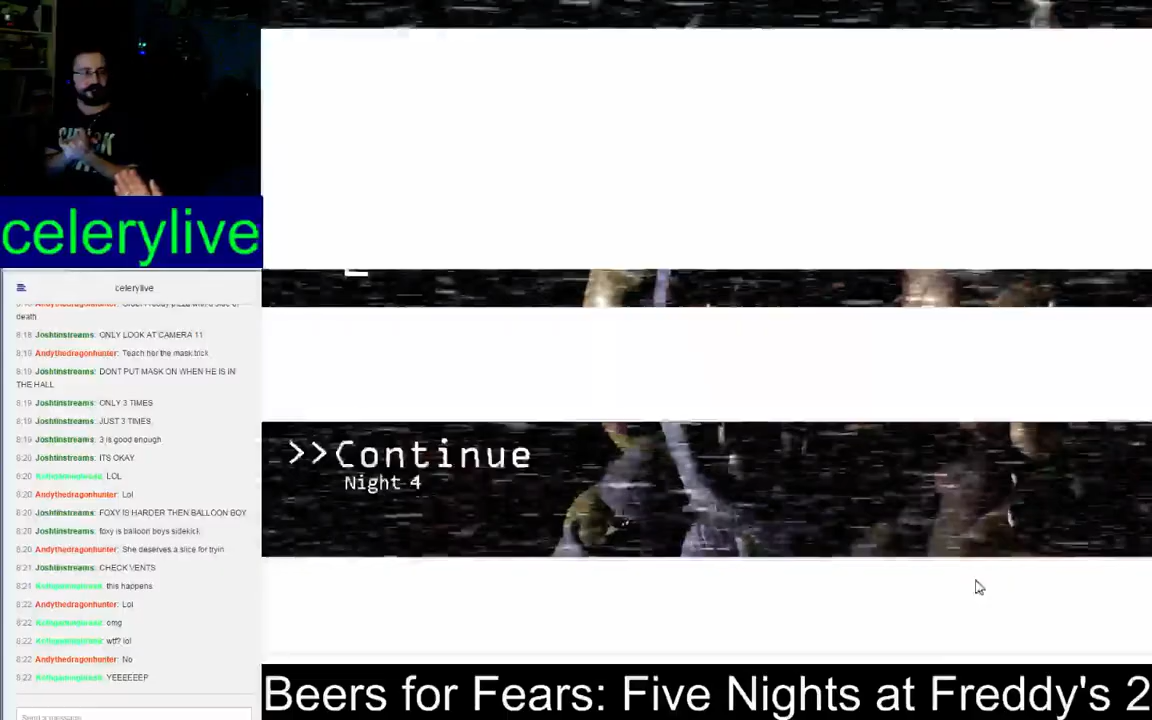 celerylive
celerylive
death
8:18 Joshtinstreams: ONLY LOOK AT CAMERA 11
8:19 Andythedragonhunter: Teach her the mask trick
8:19 Joshtinstreams: DONT PUT MASK ON WHEN HE IS IN
THE HALL
8:19 Joshtinstreams: ONLY 3 TIMES
8:19 Joshtinstreams: JUST 3 TIMES
8:19 Joshtinstreams: 3 is good enough
8:20 Joshtinstreams: ITS OKAY
8:20 LOL
8:20 Andythedragonhunter: Lol
8:20 Joshtinstreams: FOXY IS HARDER THEN BALLOON BOY
8:20 Joshtinstreams: foxy is balloon boys sidekick
8:20 Andythedragonhunter: She deserves a slice for tryin
8:21 Joshtinstreams: CHECK VENTS
8:21 this happens
8:22 Andythedragonhunter: Lol
8:22 omg
8:22 wtf? lol
8:22 Andythedragonhunter: No
8:22 YEEEEEEP
Send a message
>>Continue
Night 4
Beers for Fears: Five Nights at Freddy's 2